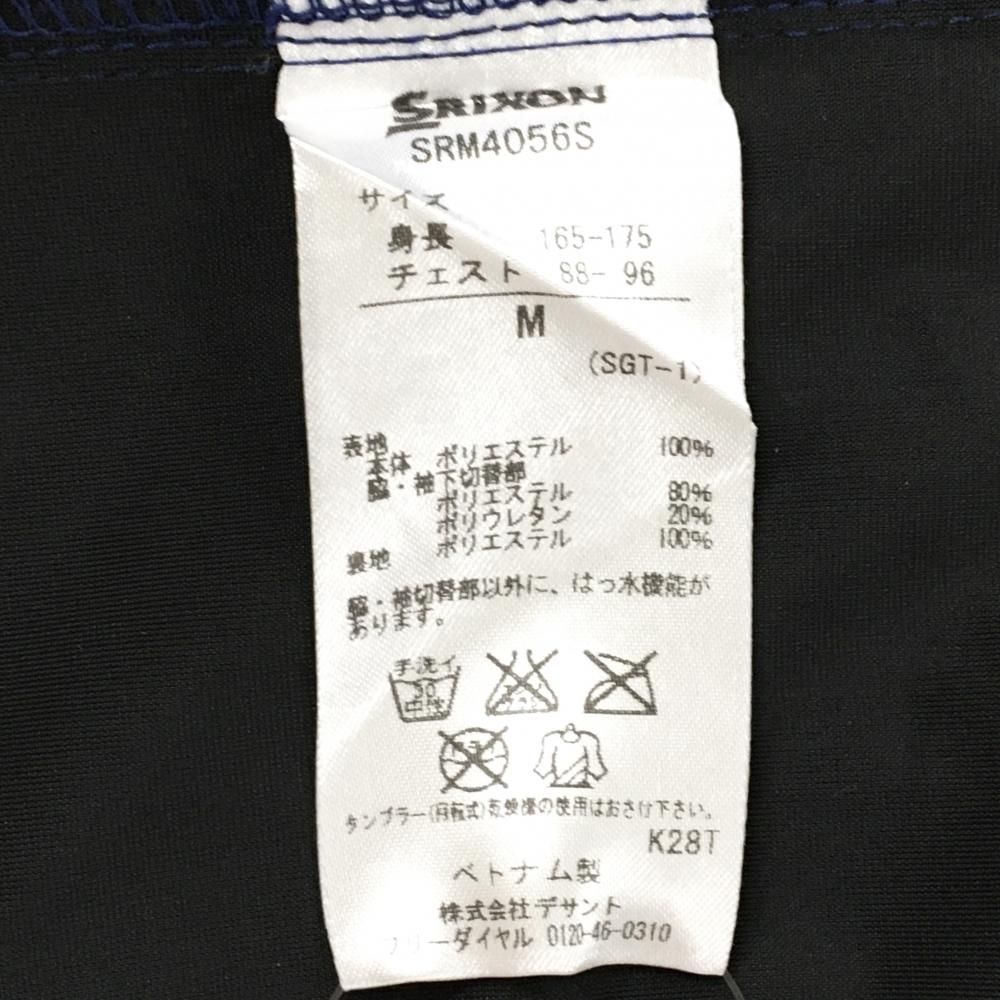 SRIXON
SRM4056S
サイズ
身長 165-175
チェスト 88- 96
M
(SGT-1)
表地
本体 ポリエステル 100%
脇・袖下切替部
ポリエステル 80%
ポリウレタン 20%
裏地 ポリエステル 100%
脇・袖切替部以外に、はっ水機能が
あります。
手洗イ
30
中性
タンブラー(回転式)乾燥機の使用はおさけ下さい。
K28T
ベトナム製
株式会社デサント
フリーダイヤル 0120-46-0310